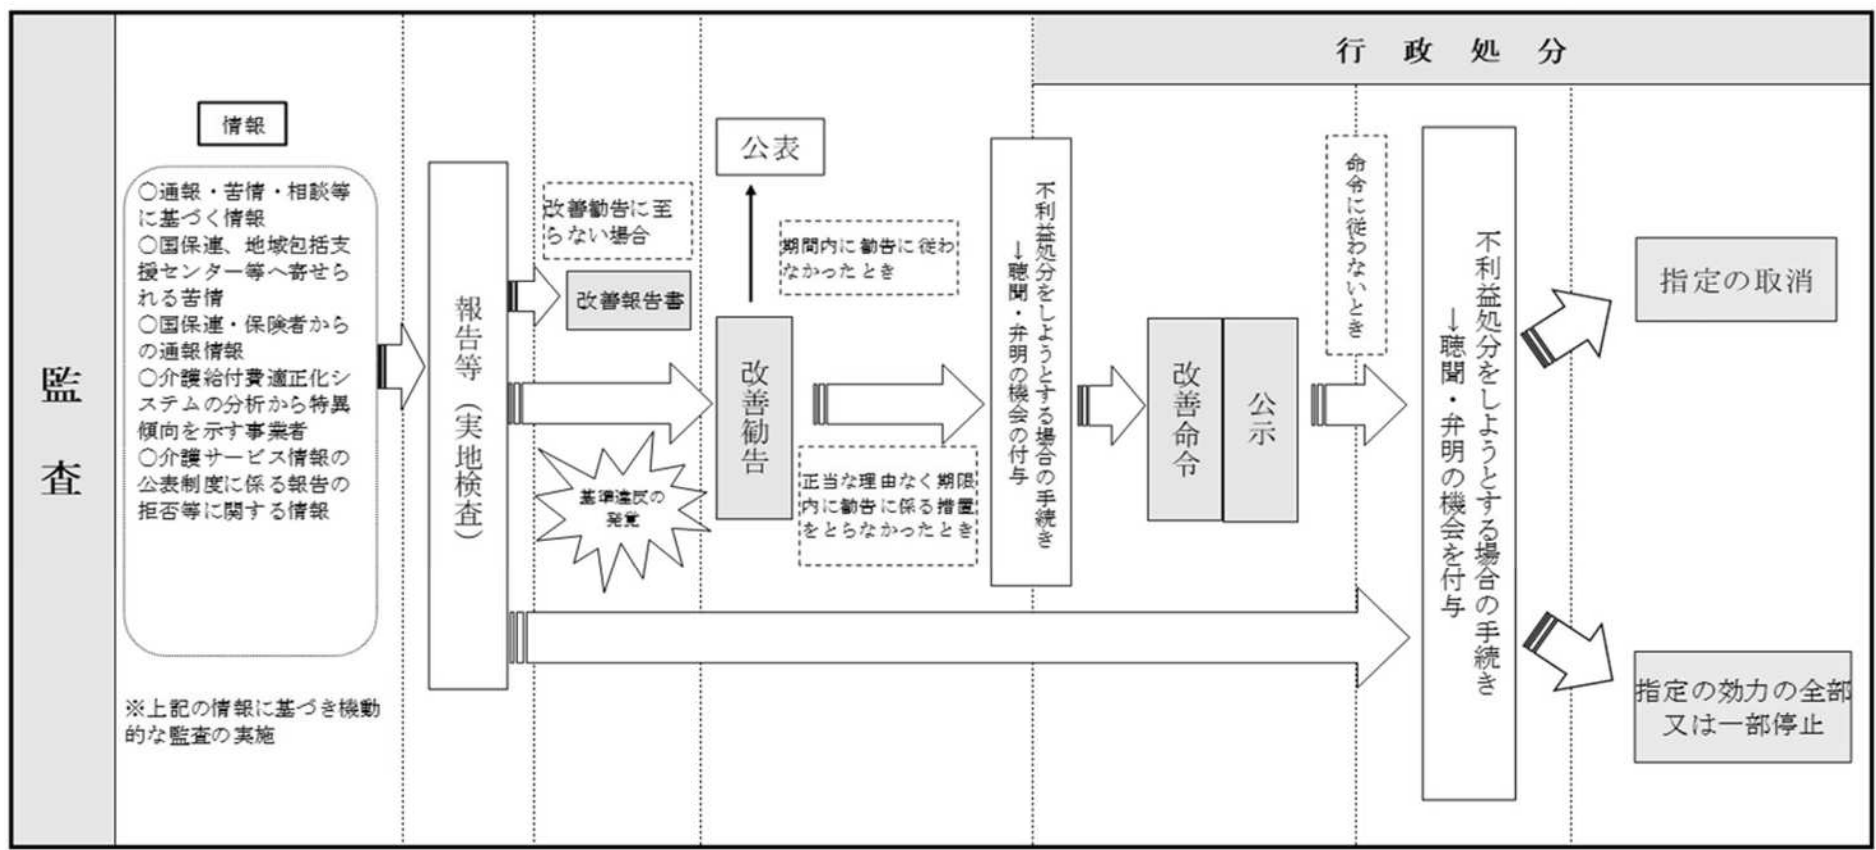 行政処分
監査
情報
○通報・苦情・相談等
に基づく情報
○国保連、地域包括支
援センター等へ寄せら
れる苦情
○国保連・保険者から
の通報情報
○介護給付費適正化シ
ステムの分析から特異
傾向を示す事業者
○介護サービス情報の
公表制度に係る報告の
拒否等に関する情報
※上記の情報に基づき機動
的な監査の実施
報告等（実地検査）
改善勧告に至
らない場合
改善報告書
基準違反の
発覚
公表
改善勧告
期間内に勧告に従わ
なかったとき
正当な理由なく期限
内に勧告に係る措置
をとらなかったとき
不利益処分をしようとする場合の手続き
→聴聞・弁明の機会の付与
改善命令
公示
命令に従わないとき
不利益処分をしようとする場合の手続き
→聴聞・弁明の機会を付与
指定の取消
指定の効力の全部
又は一部停止